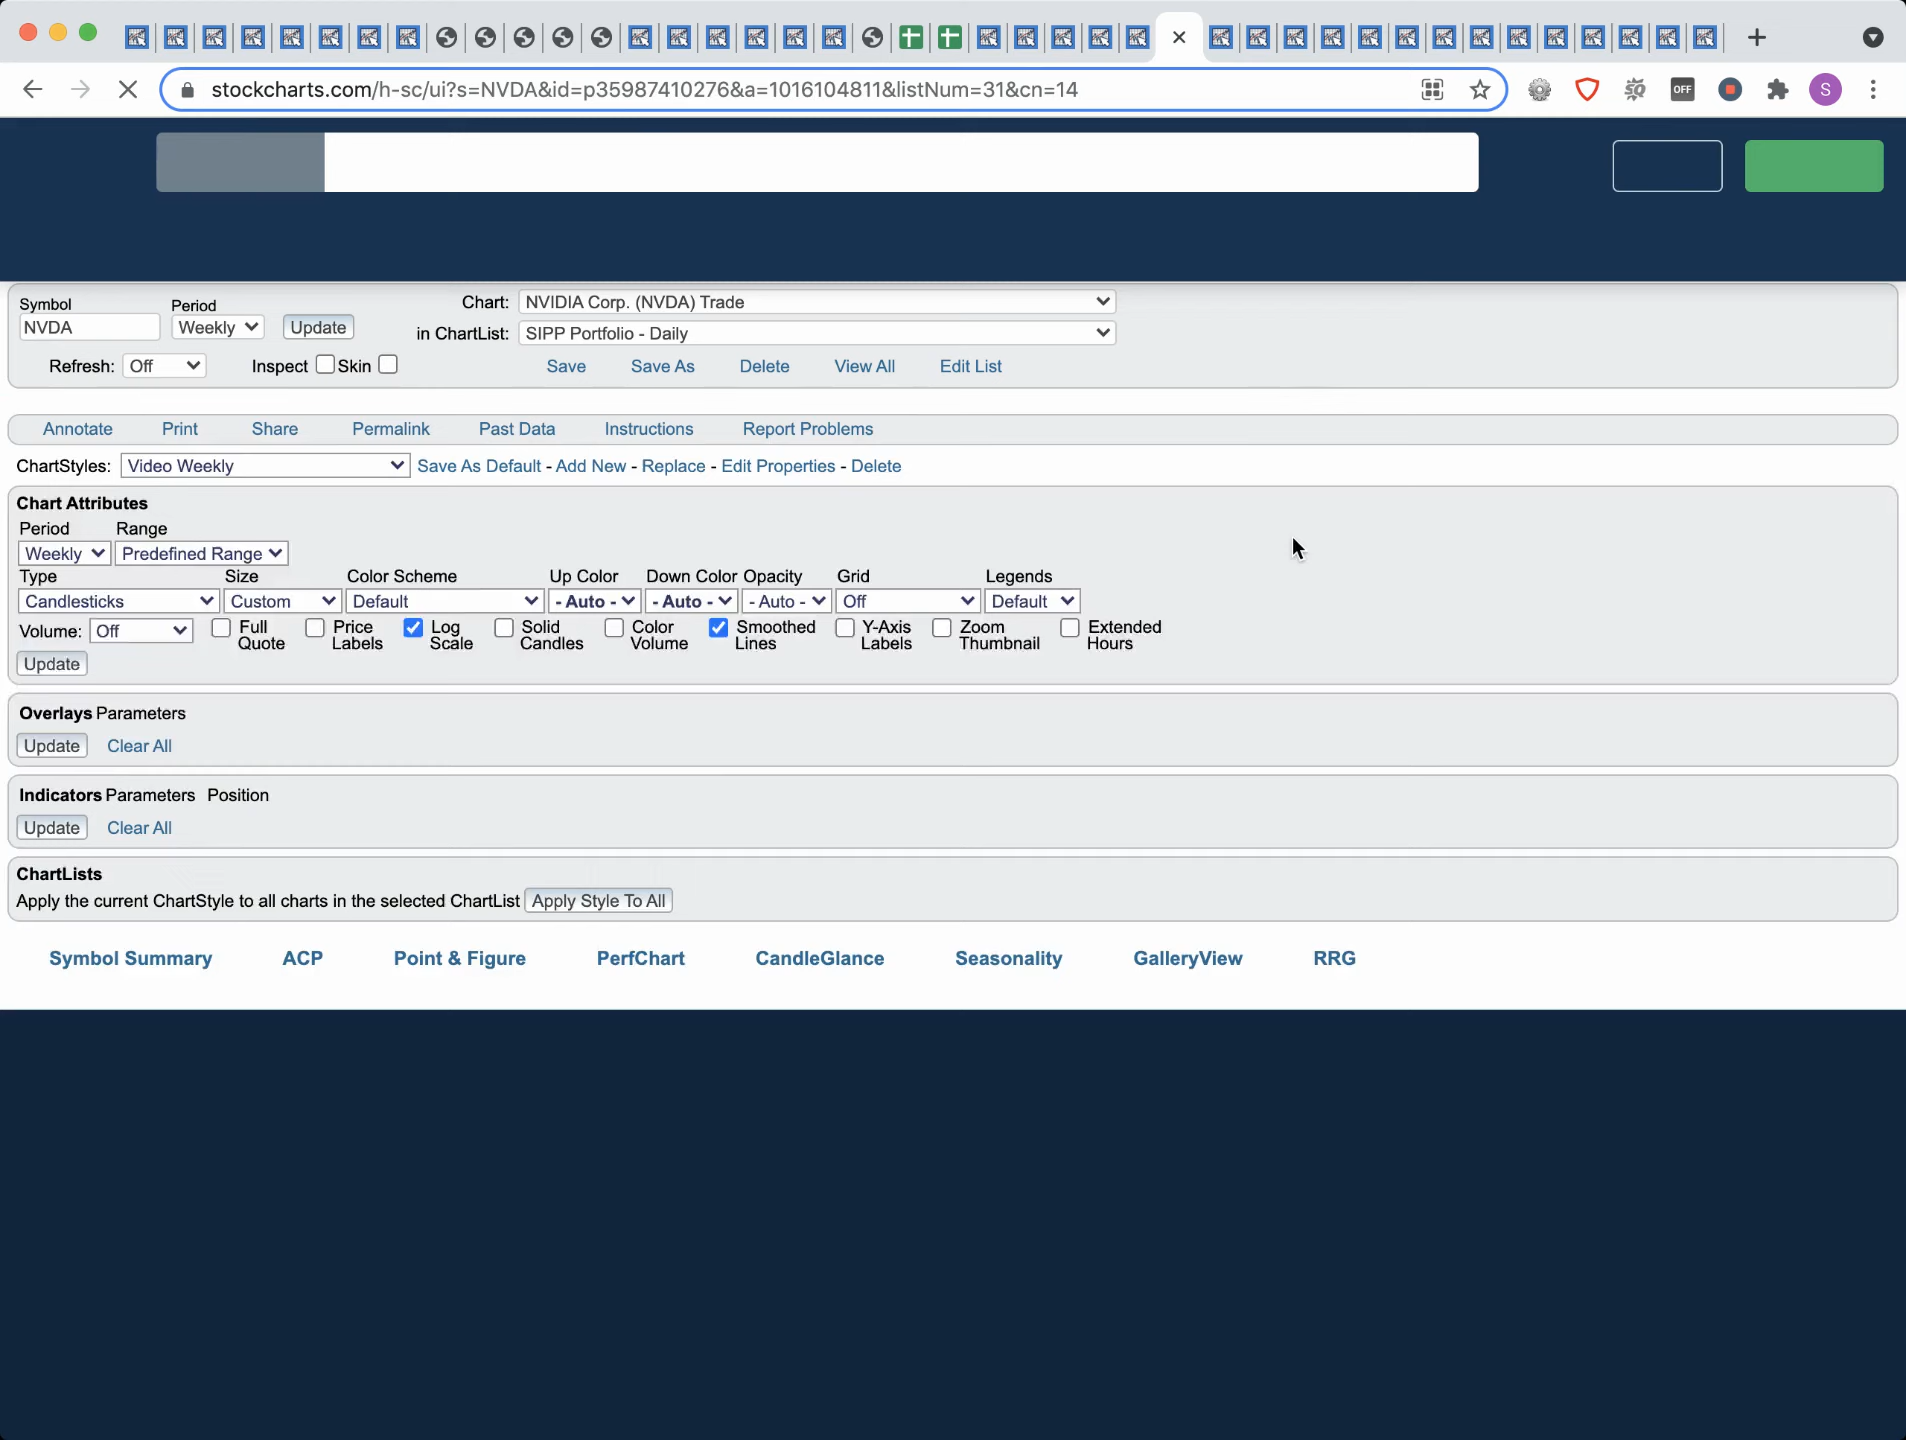 stockcharts.com/h-sc/ui?s=NVDA&id=p35987410276&a=1016104811&listNum=31&cn=14
OFF
S
Symbol Period Chart: NVIDIA Corp. (NVDA) Trade
NVDA Weekly Update in ChartList: SIPP Portfolio - Daily
Refresh: Off Inspect Skin Save Save As Delete View All Edit List
Annotate Print Share Permalink Past Data Instructions Report Problems
ChartStyles: Video Weekly Save As Default - Add New - Replace - Edit Properties - Delete
Chart Attributes
Period Range
Weekly Predefined Range
Type Size Color Scheme Up Color Down Color Opacity Grid Legends
Candlesticks Custom Default - Auto - - Auto - - Auto - Off Default
Volume: Off Full Quote Price Labels Log Scale Solid Candles Color Volume Smoothed Lines Y-Axis Labels Zoom Thumbnail Extended Hours
Update
Overlays Parameters
Update Clear All
Indicators Parameters Position
Update Clear All
ChartLists
Apply the current ChartStyle to all charts in the selected ChartList Apply Style To All
Symbol Summary ACP Point & Figure PerfChart CandleGlance Seasonality GalleryView RRG